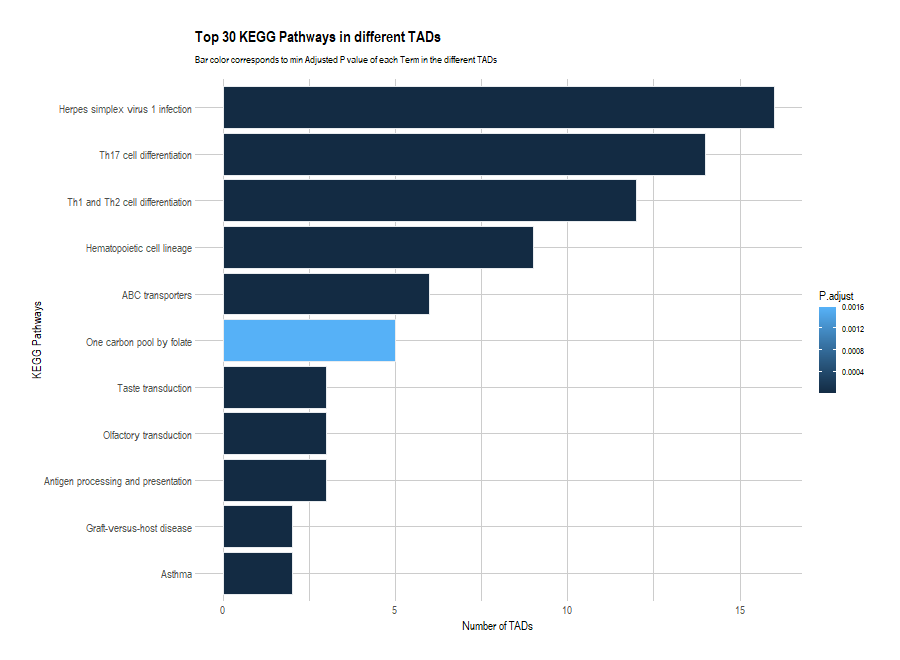 Top 30 KEGG Pathways in different TADs
Bar color corresponds to min Adjusted P value of each Term in the different TADs
Herpes simplex virus 1 infection
Th17 cell differentiation
Th1 and Th2 cell differentiation
Hematopoietic cell lineage
ABC transporters
One carbon pool by folate
Taste transduction
Olfactory transduction
Antigen processing and presentation
Graft-versus-host disease
Asthma
KEGG Pathways
0 5 10 15
Number of TADs
P.adjust
0.0016
0.0012
0.0008
0.0004